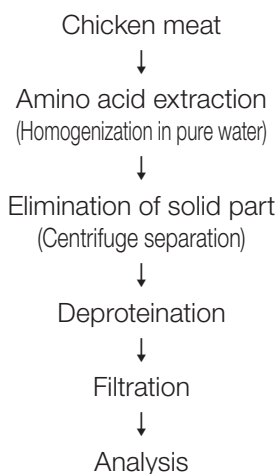 Chicken meat
Amino acid extraction
(Homogenization in pure water)
Elimination of solid part
(Centrifuge separation)
Deproteination
Filtration
Analysis